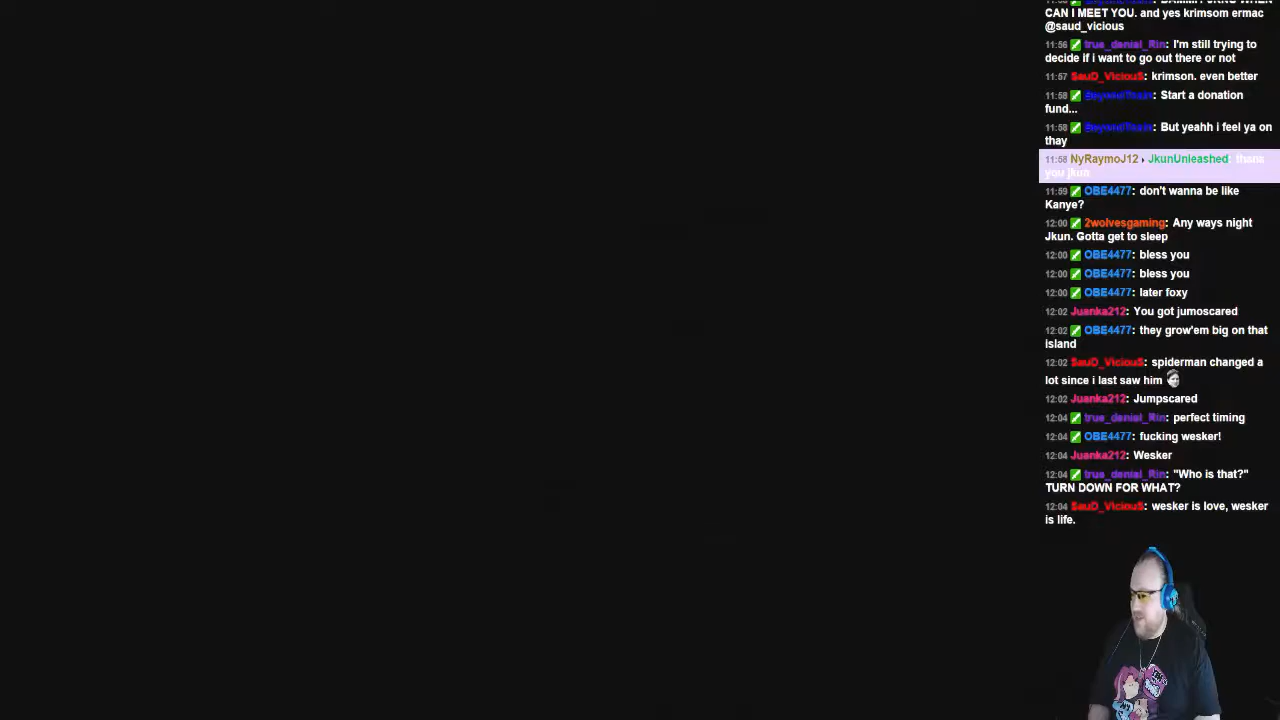 CAN I MEET YOU. and yes krimsom ermac
@saud_vicious
11:56 true_denial_Rin: I'm still trying to
decide if i want to go out there or not
11:57 SauD_ViciouS: krimson. even better
11:58 : Start a donation
fund...
11:58 : But yeahh i feel ya on
thay
11:58 NyRaymoJ12 › JkunUnleashed thank
you jkun
11:59 OBE4477: don't wanna be like
Kanye?
12:00 2wolvesgaming: Any ways night
Jkun. Gotta get to sleep
12:00 OBE4477: bless you
12:00 OBE4477: bless you
12:00 OBE4477: later foxy
12:02 Juanka212: You got jumoscared
12:02 OBE4477: they grow'em big on that
island
12:02 SauD_ViciouS: spiderman changed a
lot since i last saw him
12:02 Juanka212: Jumpscared
12:04 true_denial_Rin: perfect timing
12:04 OBE4477: fucking wesker!
12:04 Juanka212: Wesker
12:04 true_denial_Rin: "Who is that?"
TURN DOWN FOR WHAT?
12:04 SauD_ViciouS: wesker is love, wesker
is life.